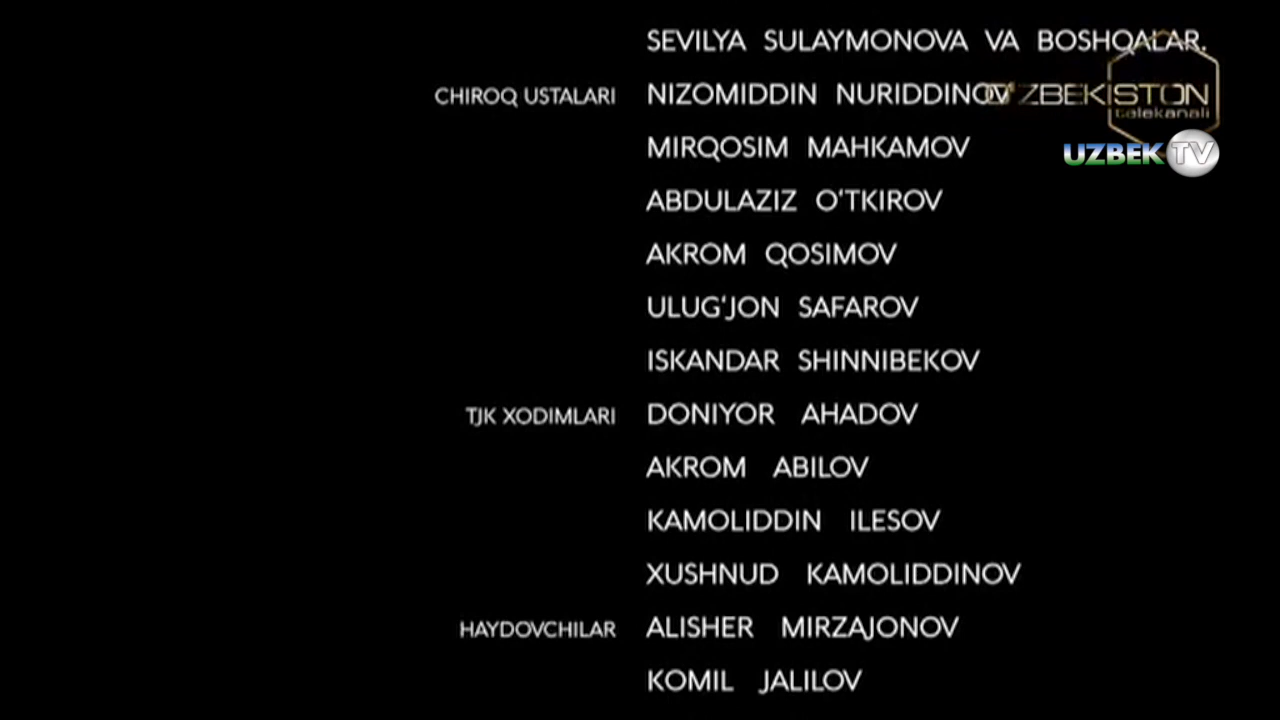 SEVILYA SULAYMONOVA VA BOSHQALAR.
CHIROQ USTALARI NIZOMIDDIN NURIDDINOV
O‘ZBEKISTON
telekanali
MIRQOSIM MAHKAMOV
UZBEK TV
ABDULAZIZ O‘TKIROV
AKROM QOSIMOV
ULUG‘JON SAFAROV
ISKANDAR SHINNIBEKOV
TJK XODIMLARI DONIYOR AHADOV
AKROM ABILOV
KAMOLIDDIN ILESOV
XUSHNUD KAMOLIDDINOV
HAYDOVCHILAR ALISHER MIRZAJONOV
KOMIL JALILOV